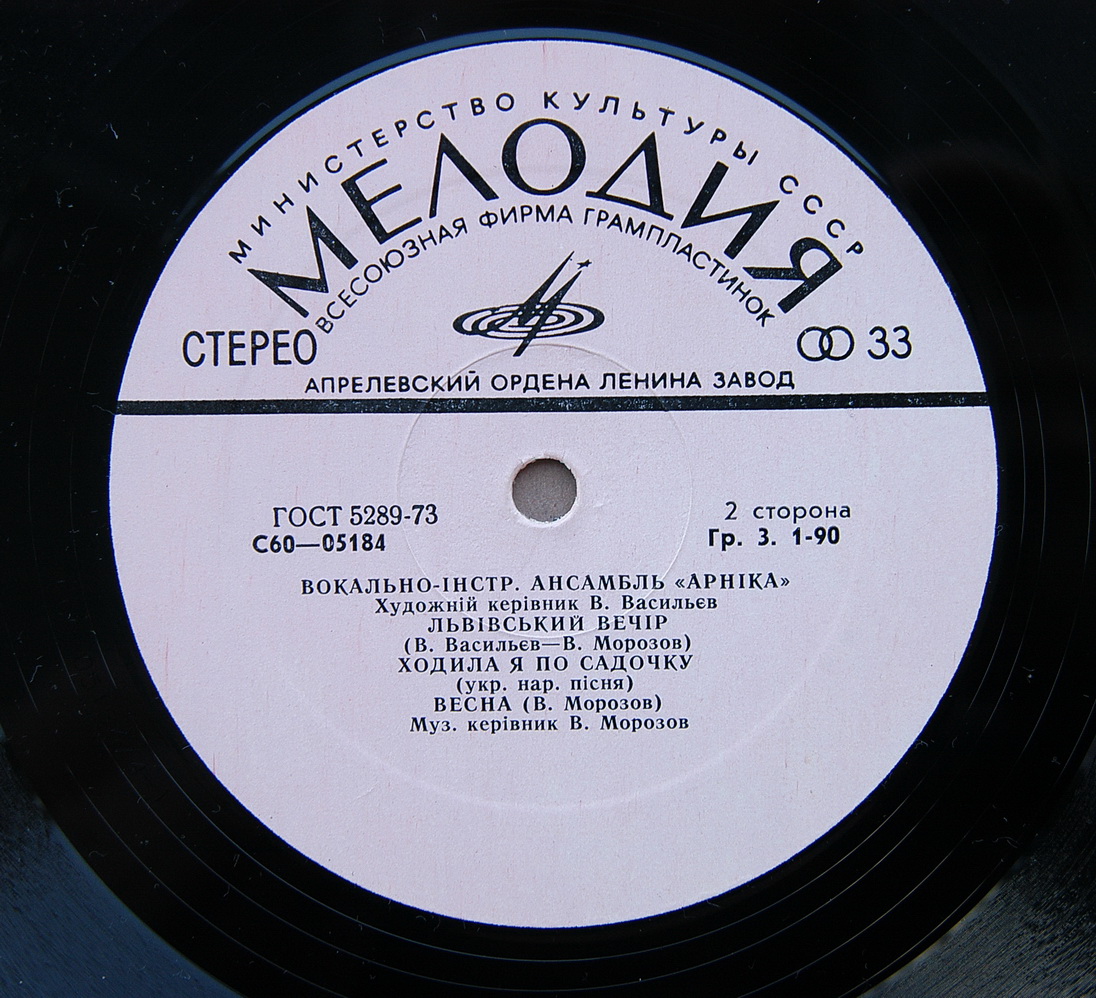 МИНИСТЕРСТВО КУЛЬТУРЫ СССР
МЕЛОДИЯ
ВСЕСОЮЗНАЯ ФИРМА ГРАМПЛАСТИНОК
СТЕРЕО
33
АПРЕЛЕВСКИЙ ОРДЕНА ЛЕНИНА ЗАВОД
ГОСТ 5289-73
2 сторона
С60—05184
Гр. 3. 1-90
ВОКАЛЬНО-ІНСТР. АНСАМБЛЬ «АРНІКА»
Художній керівник В. Васильєв
ЛЬВІВСЬКИЙ ВЕЧІР
(В. Васильєв—В. Морозов)
ХОДИЛА Я ПО САДОЧКУ
(укр. нар. пісня)
ВЕСНА (В. Морозов)
Муз. керівник В. Морозов